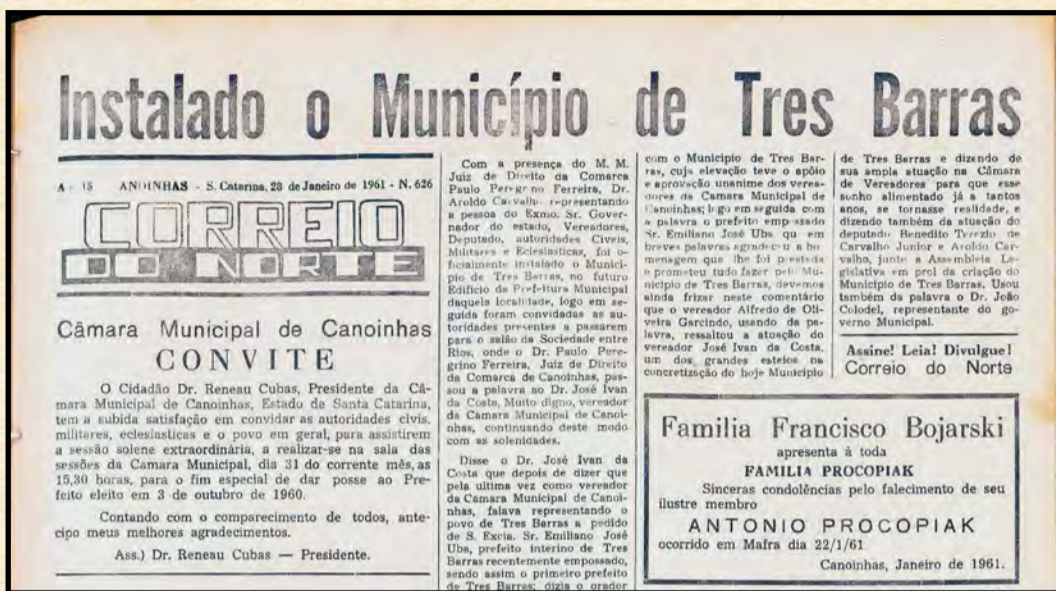 Instalado o Município de Tres Barras
ANOINHAS - S. Catarina, 28 de Janeiro de 1961 - N. 626
CORREIO
DO NORTE
Câmara Municipal de Canoinhas
CONVITE
O Cidadão Dr. Reneau Cubas, Presidente da Câ-
mara Municipal de Canoinhas, Estado de Santa Catarina,
tem a subida satisfação em convidar as autoridades civis,
militares, eclesiasticas e o povo em geral, para assistirem
a sessão solene extraordinária, a realizar-se na sala das
sessões da Camara Municipal, dia 31 do corrente mês, as
15,30 horas, para o fim especial de dar posse ao Pre-
feito eleito em 3 de outubro de 1960.
Contando com o comparecimento de todos, ante-
cipo meus melhores agradecimentos.
Ass.) Dr. Reneau Cubas — Presidente.
Com a presença do M. M.
Juiz de Direito da Comarca
Paulo Peregrino Ferreira, Dr.
Aroldo Carvalho representando
a pessoa do Exmo. Sr. Gover-
nador do estado, Vereadores,
Deputado, autoridades Civeis,
Militares e Eclesiasticas, foi o-
ficialmente instalado o Municí-
pio de Tres Barras, no futuro
Edificio da Prefeitura Municipal
daquela localidade, logo em se-
guida foram convidadas as au-
toridades presentes a passarem
para o salão da Sociedade entre
Rios, onde o Dr. Paulo Pere-
grino Ferreira, Juiz de Direito
da Comarca de Canoinhas, pas-
sou a palavra ao Dr. José Ivan
da Costa, Muito digno, vereador
da Câmara Municipal de Canoi-
nhas, continuando deste modo
com as solenidades.
Disse o Dr. José Ivan da
Costa que depois de dizer que
pela ultima vez como vereador
da Câmara Municipal de Canoi-
nhas, falava representando o
povo de Tres Barras a pedido
de S. Excia. Sr. Emiliano José
Uba, prefeito interino de Tres
Barras recentemente empossado,
sendo assim o primeiro prefeito
de Tres Barras; dizia o orador
com o Municipio de Tres Bar-
ras, cuja elevação teve o apôio
e aprovação unanime dos verea-
dores da Camara Municipal de
Canoinhas; logo em seguida com
a palavra o prefeito empossado
Sr. Emiliano José Uba qu em
breves palavras agradeceu a ho
menagem que lhe foi prestada
e prometeu tudo fazer pelo Mu-
nicipio de Tres Barras, devemos
ainda frizar neste comentário
que o vereador Alfredo de Oli-
veira Garcindo, usando da pa-
lavra, ressaltou a atuação do
vereador José Ivan da Costa,
um dos grandes esteios na
concretização do hoje Municipio
de Tres Barras e dizendo de
sua ampla atuação na Câmara
de Vereadores para que esse
sonho alimentado já a tantos
anos, se tornasse realidade, e
dizendo também da atuação do
deputado Benedito Terezio de
Carvalho Junior e Aroldo Car-
valho, junto a Assembleia Le-
gislativa em prol da criação do
Municipio de Tres Barras. Usou
também da palavra o Dr. João
Colodel, representante do go-
verno Municipal.
Assine! Leia! Divulgue!
Correio do Norte
Familia Francisco Bojarski
apresenta à toda
FAMILIA PROCOPIAK
Sinceras condolências pelo falecimento de seu
ilustre membro
ANTONIO PROCOPIAK
ocorrido em Mafra dia 22/1/61
Canoinhas, Janeiro de 1961.